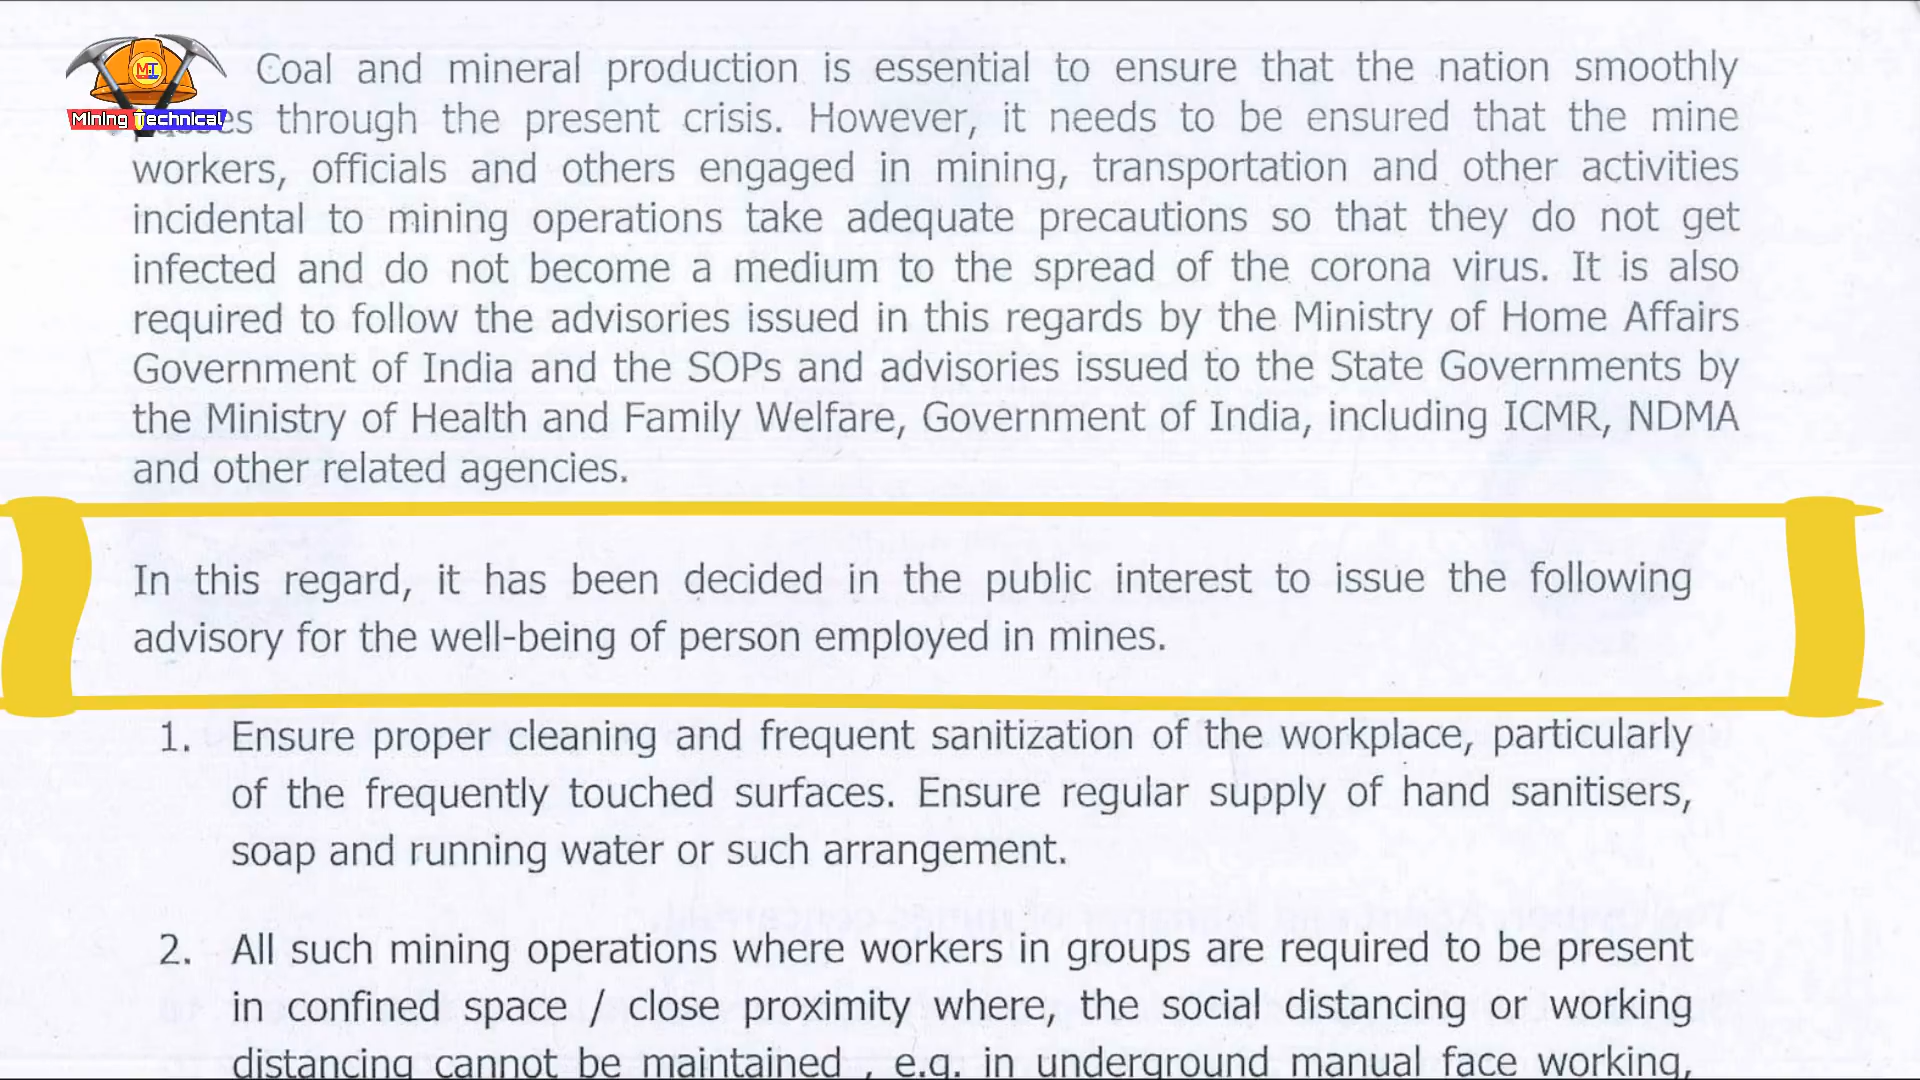 MI
Mining Technical
Coal and mineral production is essential to ensure that the nation smoothly
through the present crisis. However, it needs to be ensured that the mine
workers, officials and others engaged in mining, transportation and other activities
incidental to mining operations take adequate precautions so that they do not get
infected and do not become a medium to the spread of the corona virus. It is also
required to follow the advisories issued in this regards by the Ministry of Home Affairs
Government of India and the SOPs and advisories issued to the State Governments by
the Ministry of Health and Family Welfare, Government of India, including ICMR, NDMA
and other related agencies.
In this regard, it has been decided in the public interest to issue the following
advisory for the well-being of person employed in mines.
1. Ensure proper cleaning and frequent sanitization of the workplace, particularly
of the frequently touched surfaces. Ensure regular supply of hand sanitisers,
soap and running water or such arrangement.
2. All such mining operations where workers in groups are required to be present
in confined space / close proximity where, the social distancing or working
distancing cannot be maintained , e.g. in underground manual face working,